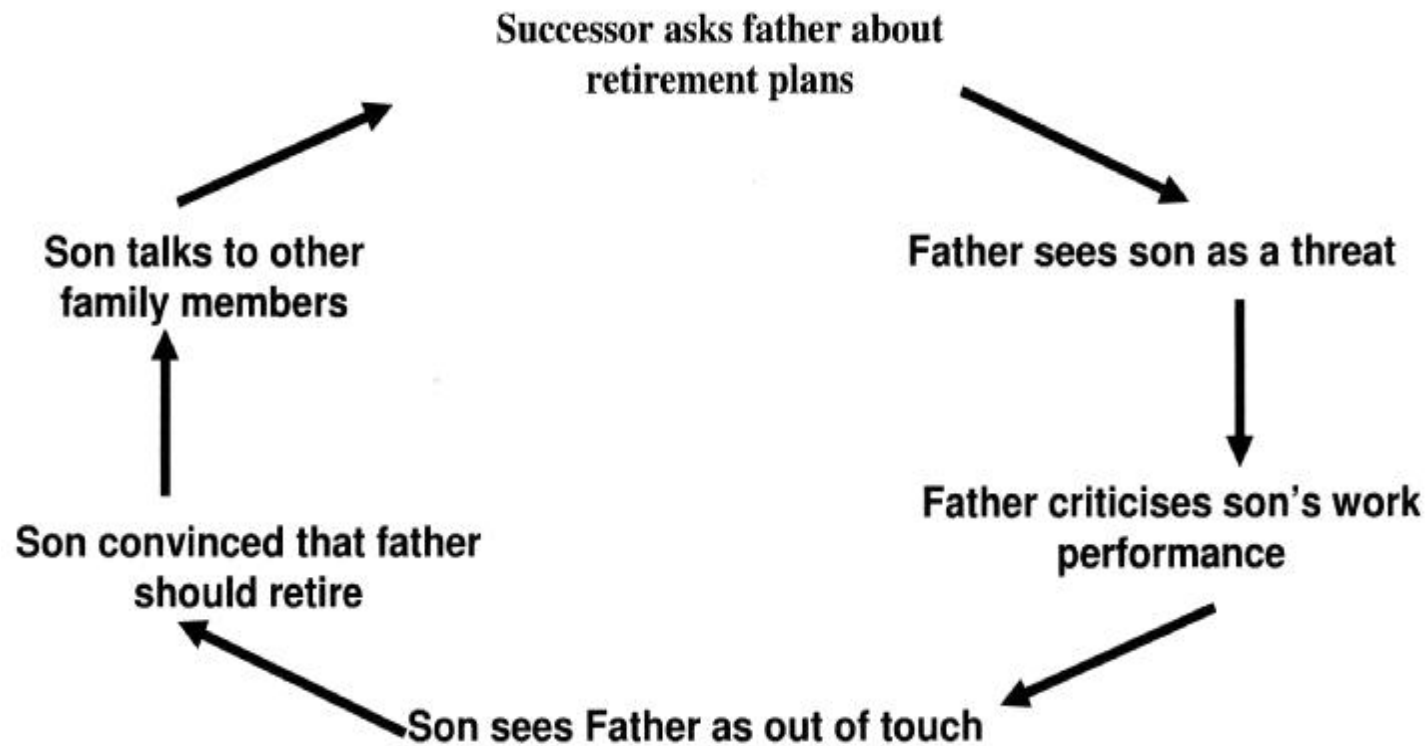 Successor asks father about
retirement plans
Father sees son as a threat
Father criticises son's work
performance
Son sees Father as out of touch
Son convinced that father
should retire
Son talks to other
family members